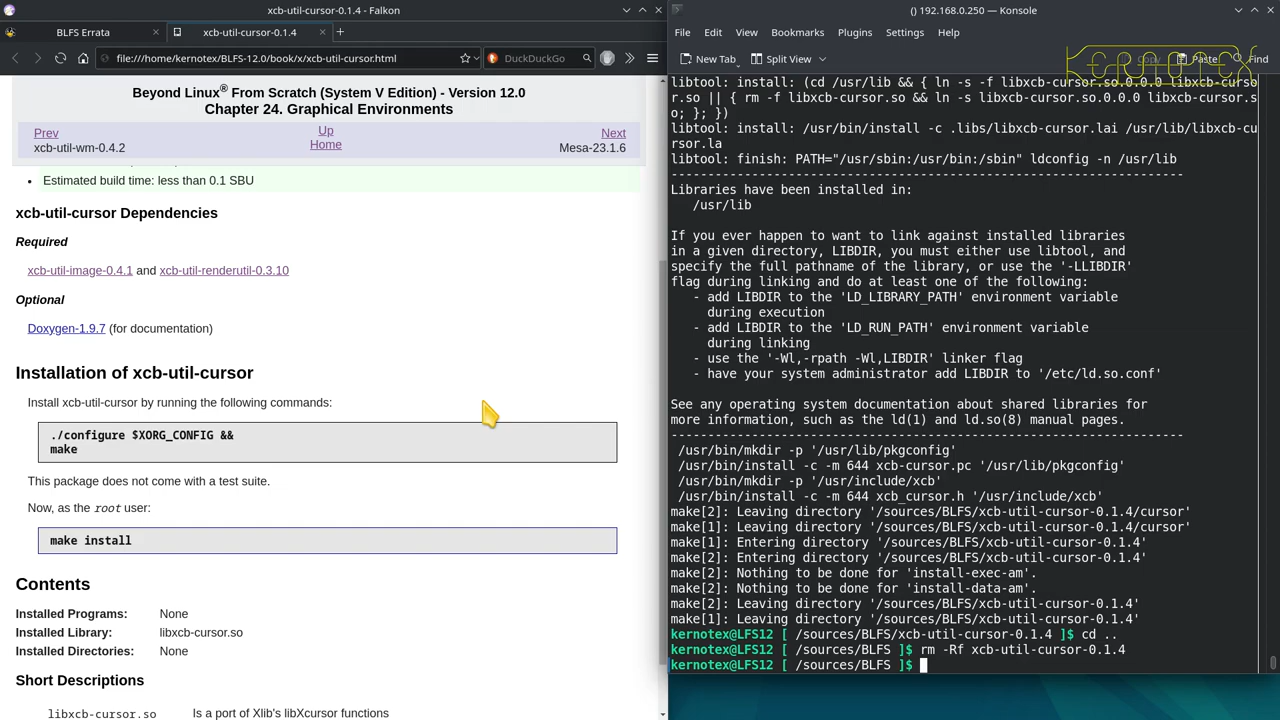 xcb-util-cursor-0.1.4 - Falkon
BLFS Errata
xcb-util-cursor-0.1.4
file:///home/kernotex/BLFS-12.0/book/x/xcb-util-cursor.html
DuckDuckGo
Beyond Linux® From Scratch (System V Edition) - Version 12.0
Chapter 24. Graphical Environments
Prev
Up
Next
xcb-util-wm-0.4.2
Home
Mesa-23.1.6
• Estimated build time: less than 0.1 SBU
xcb-util-cursor Dependencies
Required
xcb-util-image-0.4.1 and xcb-util-renderutil-0.3.10
Optional
Doxygen-1.9.7 (for documentation)
Installation of xcb-util-cursor
Install xcb-util-cursor by running the following commands:
./configure $XORG_CONFIG &&
make
This package does not come with a test suite.
Now, as the root user:
make install
Contents
Installed Programs: None
Installed Library: libxcb-cursor.so
Installed Directories: None
Short Descriptions
libxcb-cursor.so Is a port of Xlib's libXcursor functions
() 192.168.0.250 — Konsole
File Edit View Bookmarks Plugins Settings Help
New Tab Split View Copy Paste Find
KERNOTEX
libtool: install: (cd /usr/lib && { ln -s -f libxcb-cursor.so.0.0.0 libxcb-curso
r.so || { rm -f libxcb-cursor.so && ln -s libxcb-cursor.so.0.0.0 libxcb-cursor.s
o; }; })
libtool: install: /usr/bin/install -c .libs/libxcb-cursor.lai /usr/lib/libxcb-cu
rsor.la
libtool: finish: PATH="/usr/sbin:/usr/bin:/sbin" ldconfig -n /usr/lib
----------------------------------------------------------------------
Libraries have been installed in:
/usr/lib
If you ever happen to want to link against installed libraries
in a given directory, LIBDIR, you must either use libtool, and
specify the full pathname of the library, or use the '-LLIBDIR'
flag during linking and do at least one of the following:
- add LIBDIR to the 'LD_LIBRARY_PATH' environment variable
during execution
- add LIBDIR to the 'LD_RUN_PATH' environment variable
during linking
- use the '-Wl,-rpath -Wl,LIBDIR' linker flag
- have your system administrator add LIBDIR to '/etc/ld.so.conf'
See any operating system documentation about shared libraries for
more information, such as the ld(1) and ld.so(8) manual pages.
----------------------------------------------------------------------
/usr/bin/mkdir -p '/usr/lib/pkgconfig'
/usr/bin/install -c -m 644 xcb-cursor.pc '/usr/lib/pkgconfig'
/usr/bin/mkdir -p '/usr/include/xcb'
/usr/bin/install -c -m 644 xcb_cursor.h '/usr/include/xcb'
make[2]: Leaving directory '/sources/BLFS/xcb-util-cursor-0.1.4/cursor'
make[1]: Leaving directory '/sources/BLFS/xcb-util-cursor-0.1.4/cursor'
make[1]: Entering directory '/sources/BLFS/xcb-util-cursor-0.1.4'
make[2]: Entering directory '/sources/BLFS/xcb-util-cursor-0.1.4'
make[2]: Nothing to be done for 'install-exec-am'.
make[2]: Nothing to be done for 'install-data-am'.
make[2]: Leaving directory '/sources/BLFS/xcb-util-cursor-0.1.4'
make[1]: Leaving directory '/sources/BLFS/xcb-util-cursor-0.1.4'
kernotex@LFS12 [ /sources/BLFS/xcb-util-cursor-0.1.4 ]$ cd ..
kernotex@LFS12 [ /sources/BLFS ]$ rm -Rf xcb-util-cursor-0.1.4
kernotex@LFS12 [ /sources/BLFS ]$